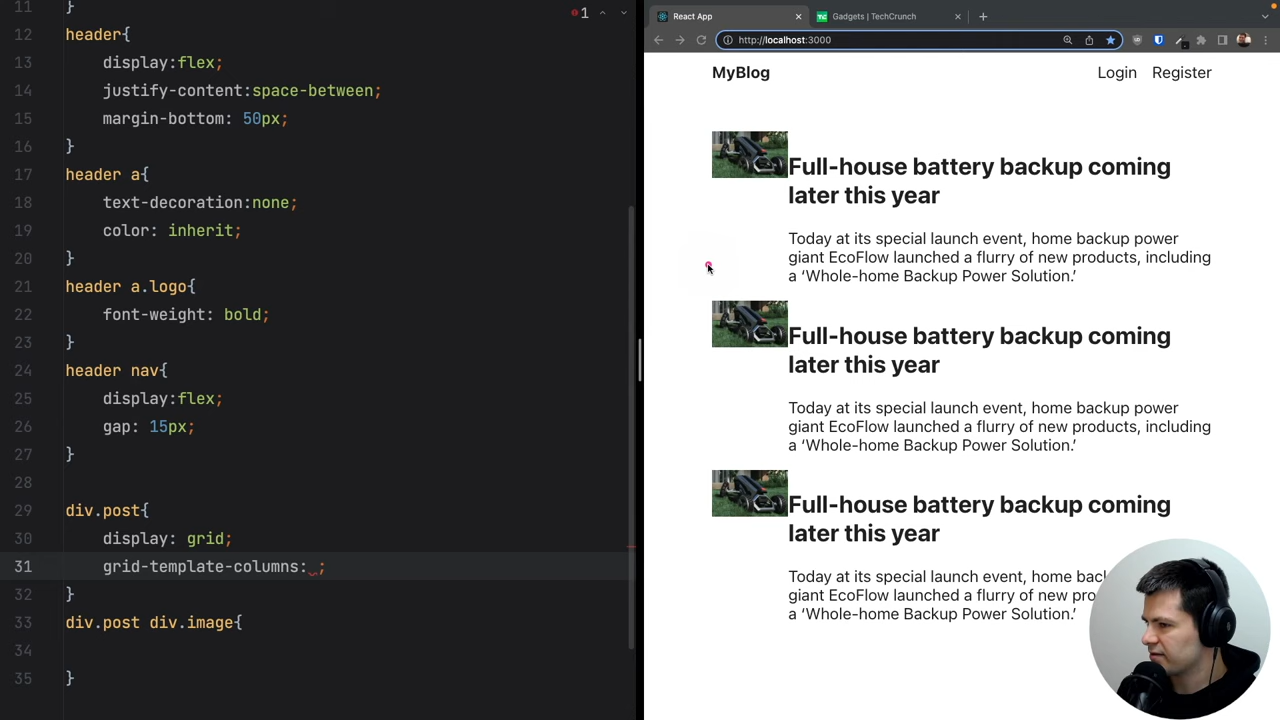 11 }
12 header{
13 display:flex;
14 justify-content:space-between;
15 margin-bottom: 50px;
16 }
17 header a{
18 text-decoration:none;
19 color: inherit;
20 }
21 header a.logo{
22 font-weight: bold;
23 }
24 header nav{
25 display:flex;
26 gap: 15px;
27 }
28
29 div.post{
30 display: grid;
31 grid-template-columns: ;
32 }
33 div.post div.image{
34
35 }
1
React App
TC Gadgets | TechCrunch
http://localhost:3000
MyBlog
Login Register
Full-house battery backup coming
later this year
Today at its special launch event, home backup power
giant EcoFlow launched a flurry of new products, including
a ‘Whole-home Backup Power Solution.’
Full-house battery backup coming
later this year
Today at its special launch event, home backup power
giant EcoFlow launched a flurry of new products, including
a ‘Whole-home Backup Power Solution.’
Full-house battery backup coming
later this year
Today at its special launch event, home bac
giant EcoFlow launched a flurry of new pro
a ‘Whole-home Backup Power Solution.’